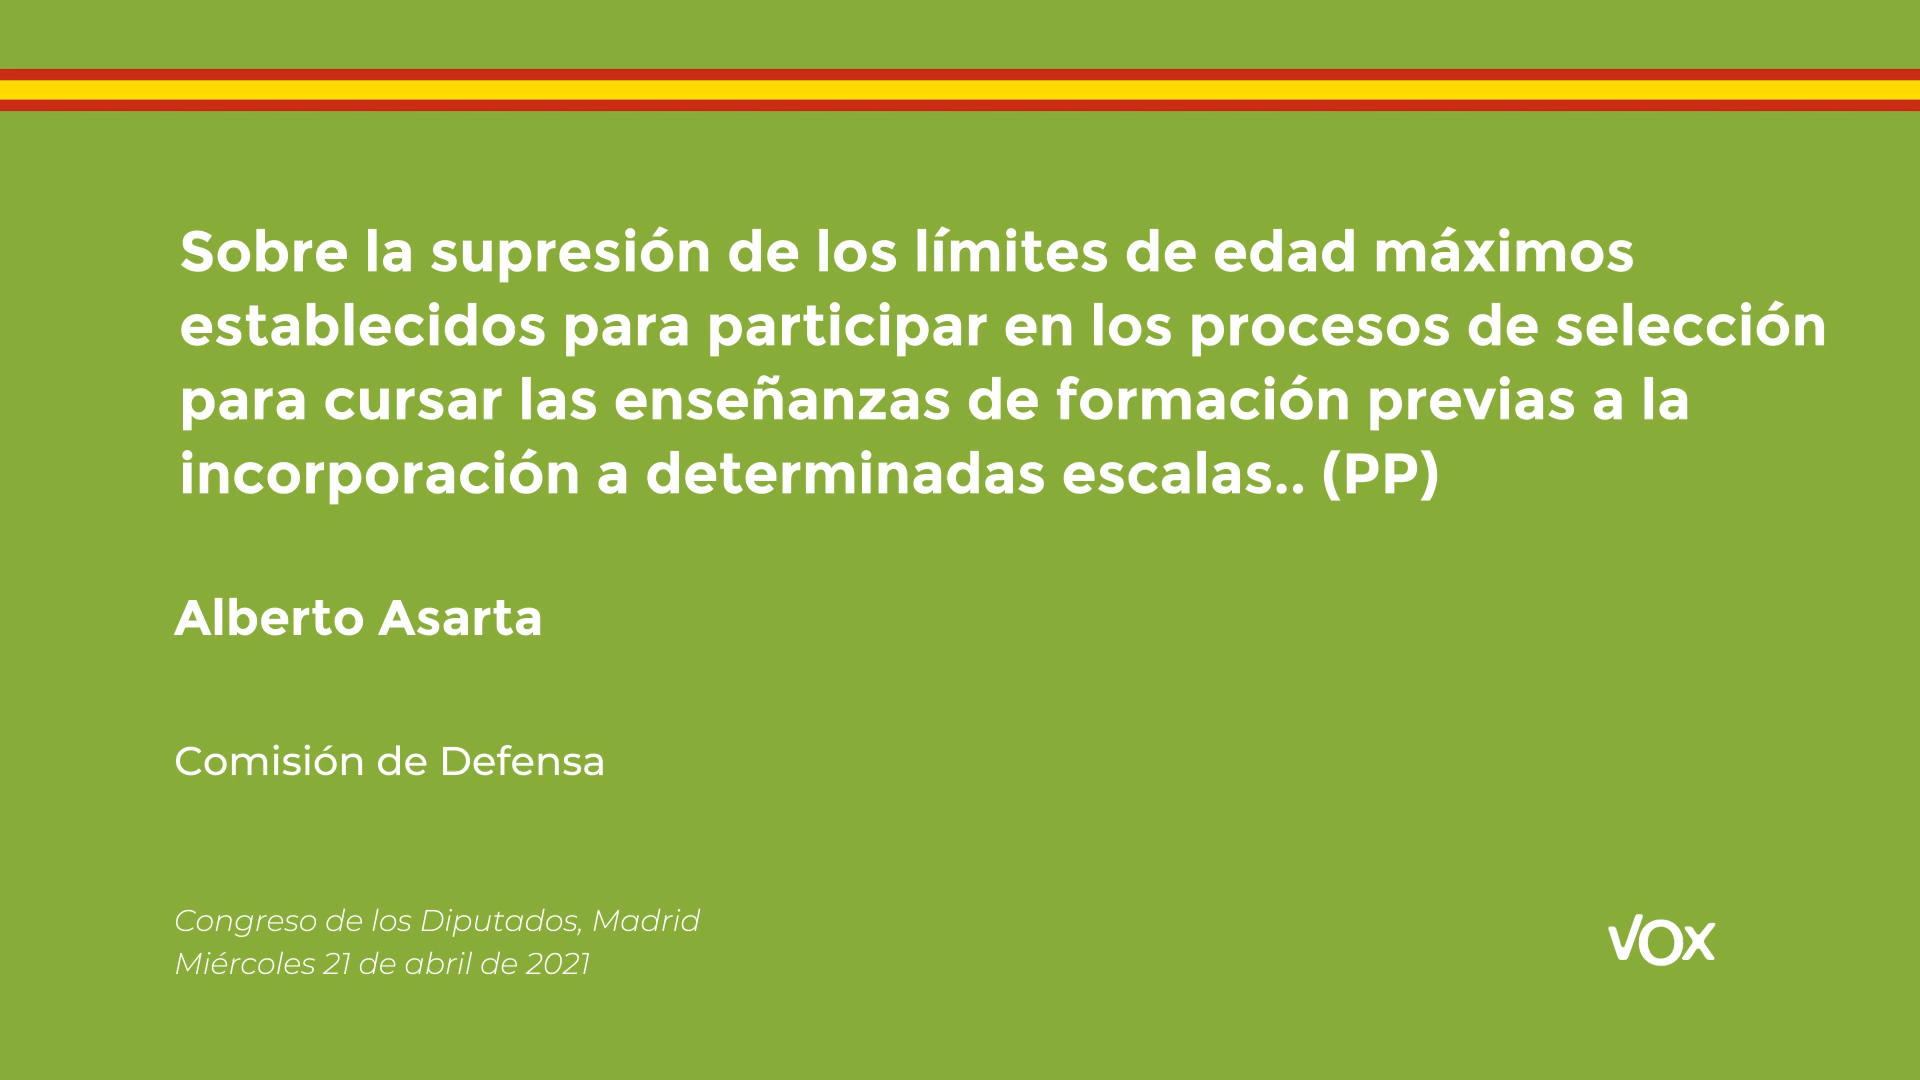 Sobre la supresión de los límites de edad máximos
establecidos para participar en los procesos de selección
para cursar las enseñanzas de formación previas a la
incorporación a determinadas escalas.. (PP)
Alberto Asarta
Comisión de Defensa
Congreso de los Diputados, Madrid
Miércoles 21 de abril de 2021
VOX